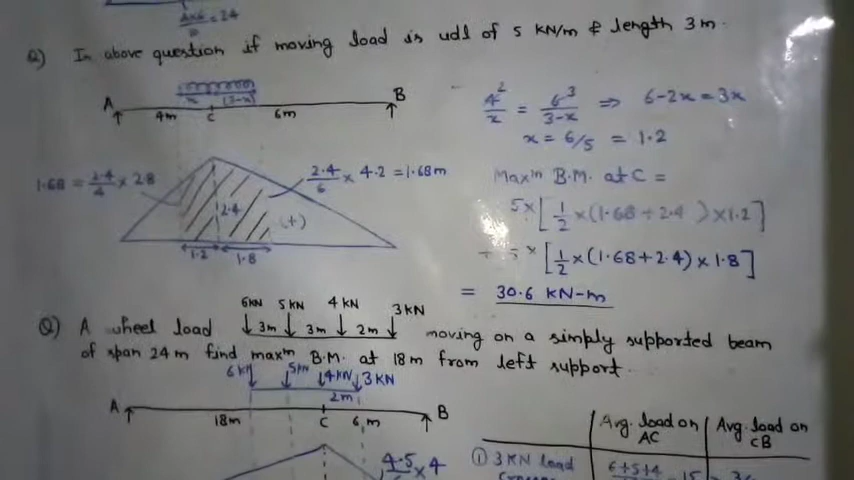 4×6/10 = 24
Q) In above question if moving load is udl of 5 KN/m & length 3 m.
x (3-x)
A B
4m C 6m
4²/x = 6³/3-x ⇒ 6-2x = 3x
x = 6/5 = 1.2
1.68 = 2.4/4 × 2.8
2.4/6 × 4.2 = 1.68m
2.4
(+)
1.2 1.8
Maxᵐ B.M. at C =
5× [1/2 ×(1.68+2.4)×1.2]
[1/2 ×(1.68+2.4)×1.8]
= 30.6 KN-m
6KN 5KN 4 KN 3KN
Q) A wheel load 3m 3m 2m moving on a simply supported beam
of span 24 m find maxᵐ B.M. at 18m from left support.
6KN 5KN 4KN 3KN
2m
A B
18m C 6m
4.5 ×4
Avg. load on AC Avg. load on CB
① 3 KN load
6+5+4